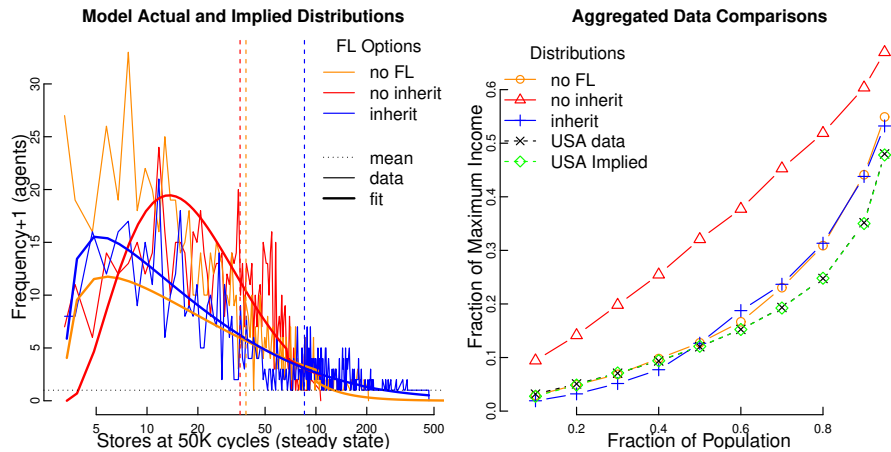 Model Actual and Implied Distributions
FL Options
no FL
no inherit
inherit
mean
data
fit
Frequency+1 (agents)
0 5 10 15 20 25 30
5 10 20 50 100 200 500
Stores at 50K cycles (steady state)
Aggregated Data Comparisons
Distributions
no FL
no inherit
inherit
USA data
USA Implied
Fraction of Maximum Income
0.0 0.1 0.2 0.3 0.4 0.5 0.6
0.2 0.4 0.6 0.8
Fraction of Population